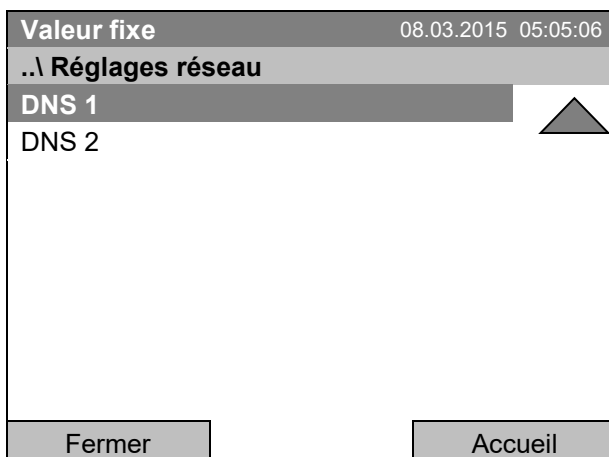 Valeur fixe 08.03.2015 05:05:06
..\ Réglages réseau
DNS 1
DNS 2
Fermer Accueil